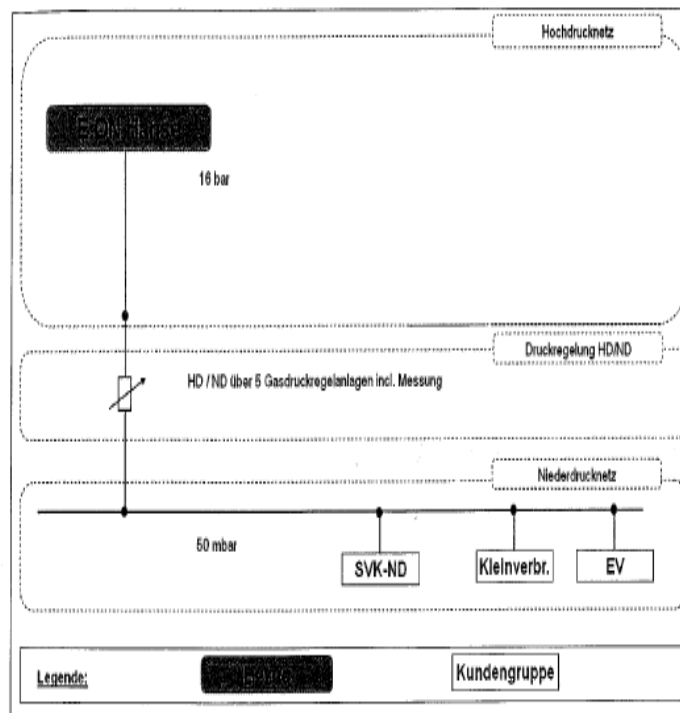 Hochdrucknetz
E.ON Hanse
16 bar
Druckregelung HD/ND
HD / ND über 5 Gasdruckregelanlagen incl. Messung
Niederdrucknetz
50 mbar
SVK-ND
Kleinverbr.
EV
Legende:
Kundengruppe